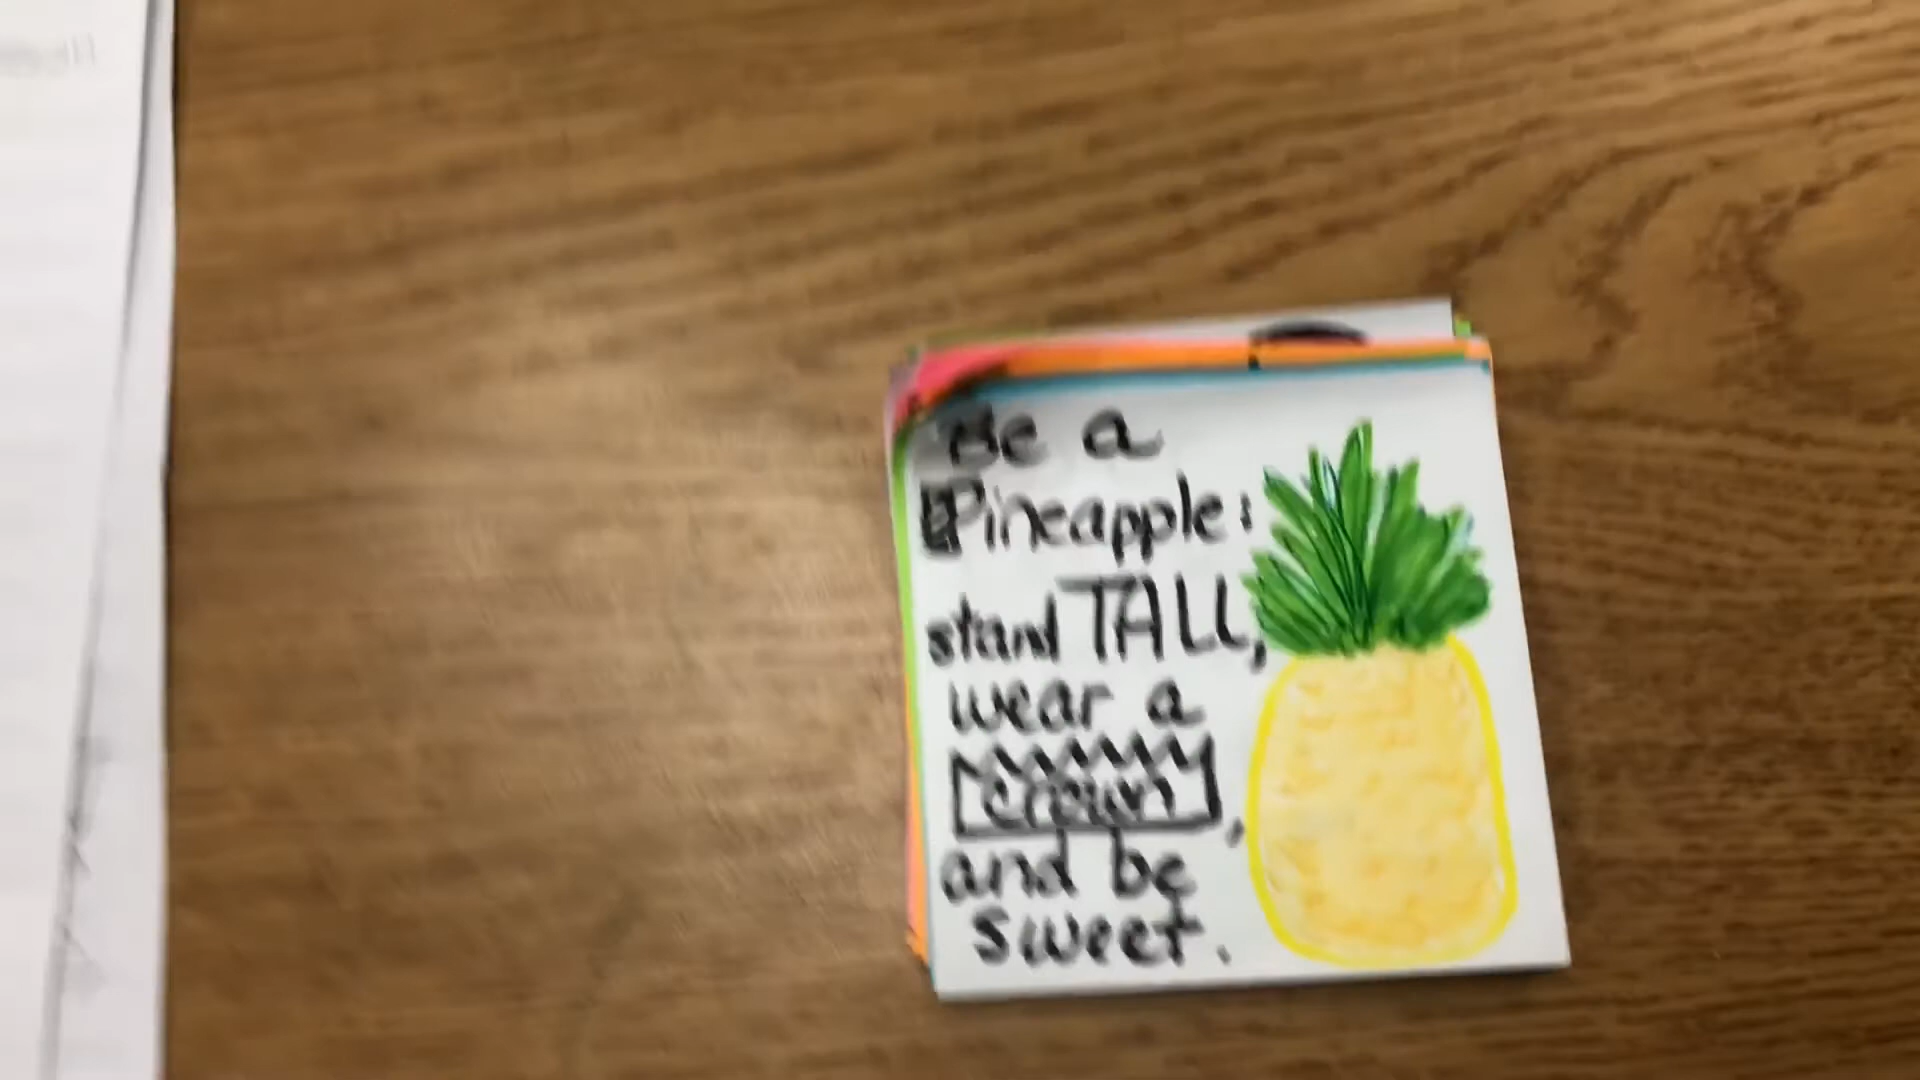 Be a
Pineapple:
stand TALL,
wear a
crown,
and be
sweet.